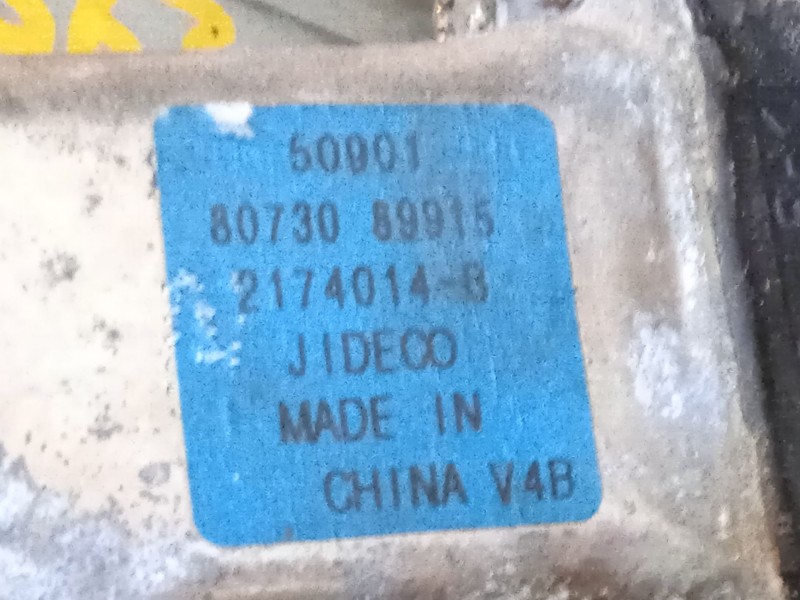 50901
80730 89915
2174014-B
JIDECO
MADE IN
CHINA V4B